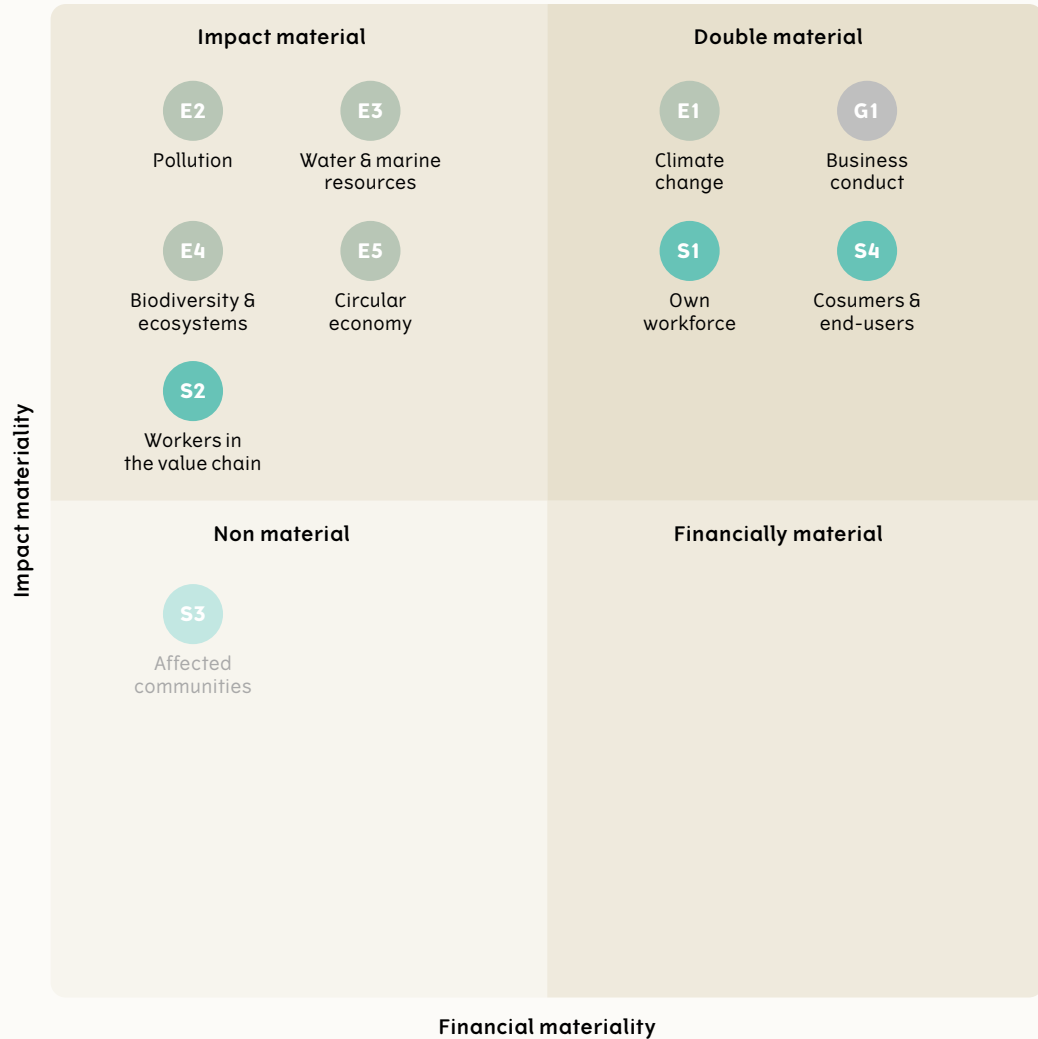 Impact material
E2
Pollution
E3
Water & marine
resources
E4
Biodiversity &
ecosystems
E5
Circular
economy
S2
Workers in
the value chain
Double material
E1
Climate
change
G1
Business
conduct
S1
Own
workforce
S4
Cosumers &
end-users
Impact materiality
Non material
S3
Affected
communities
Financially material
Financial materiality